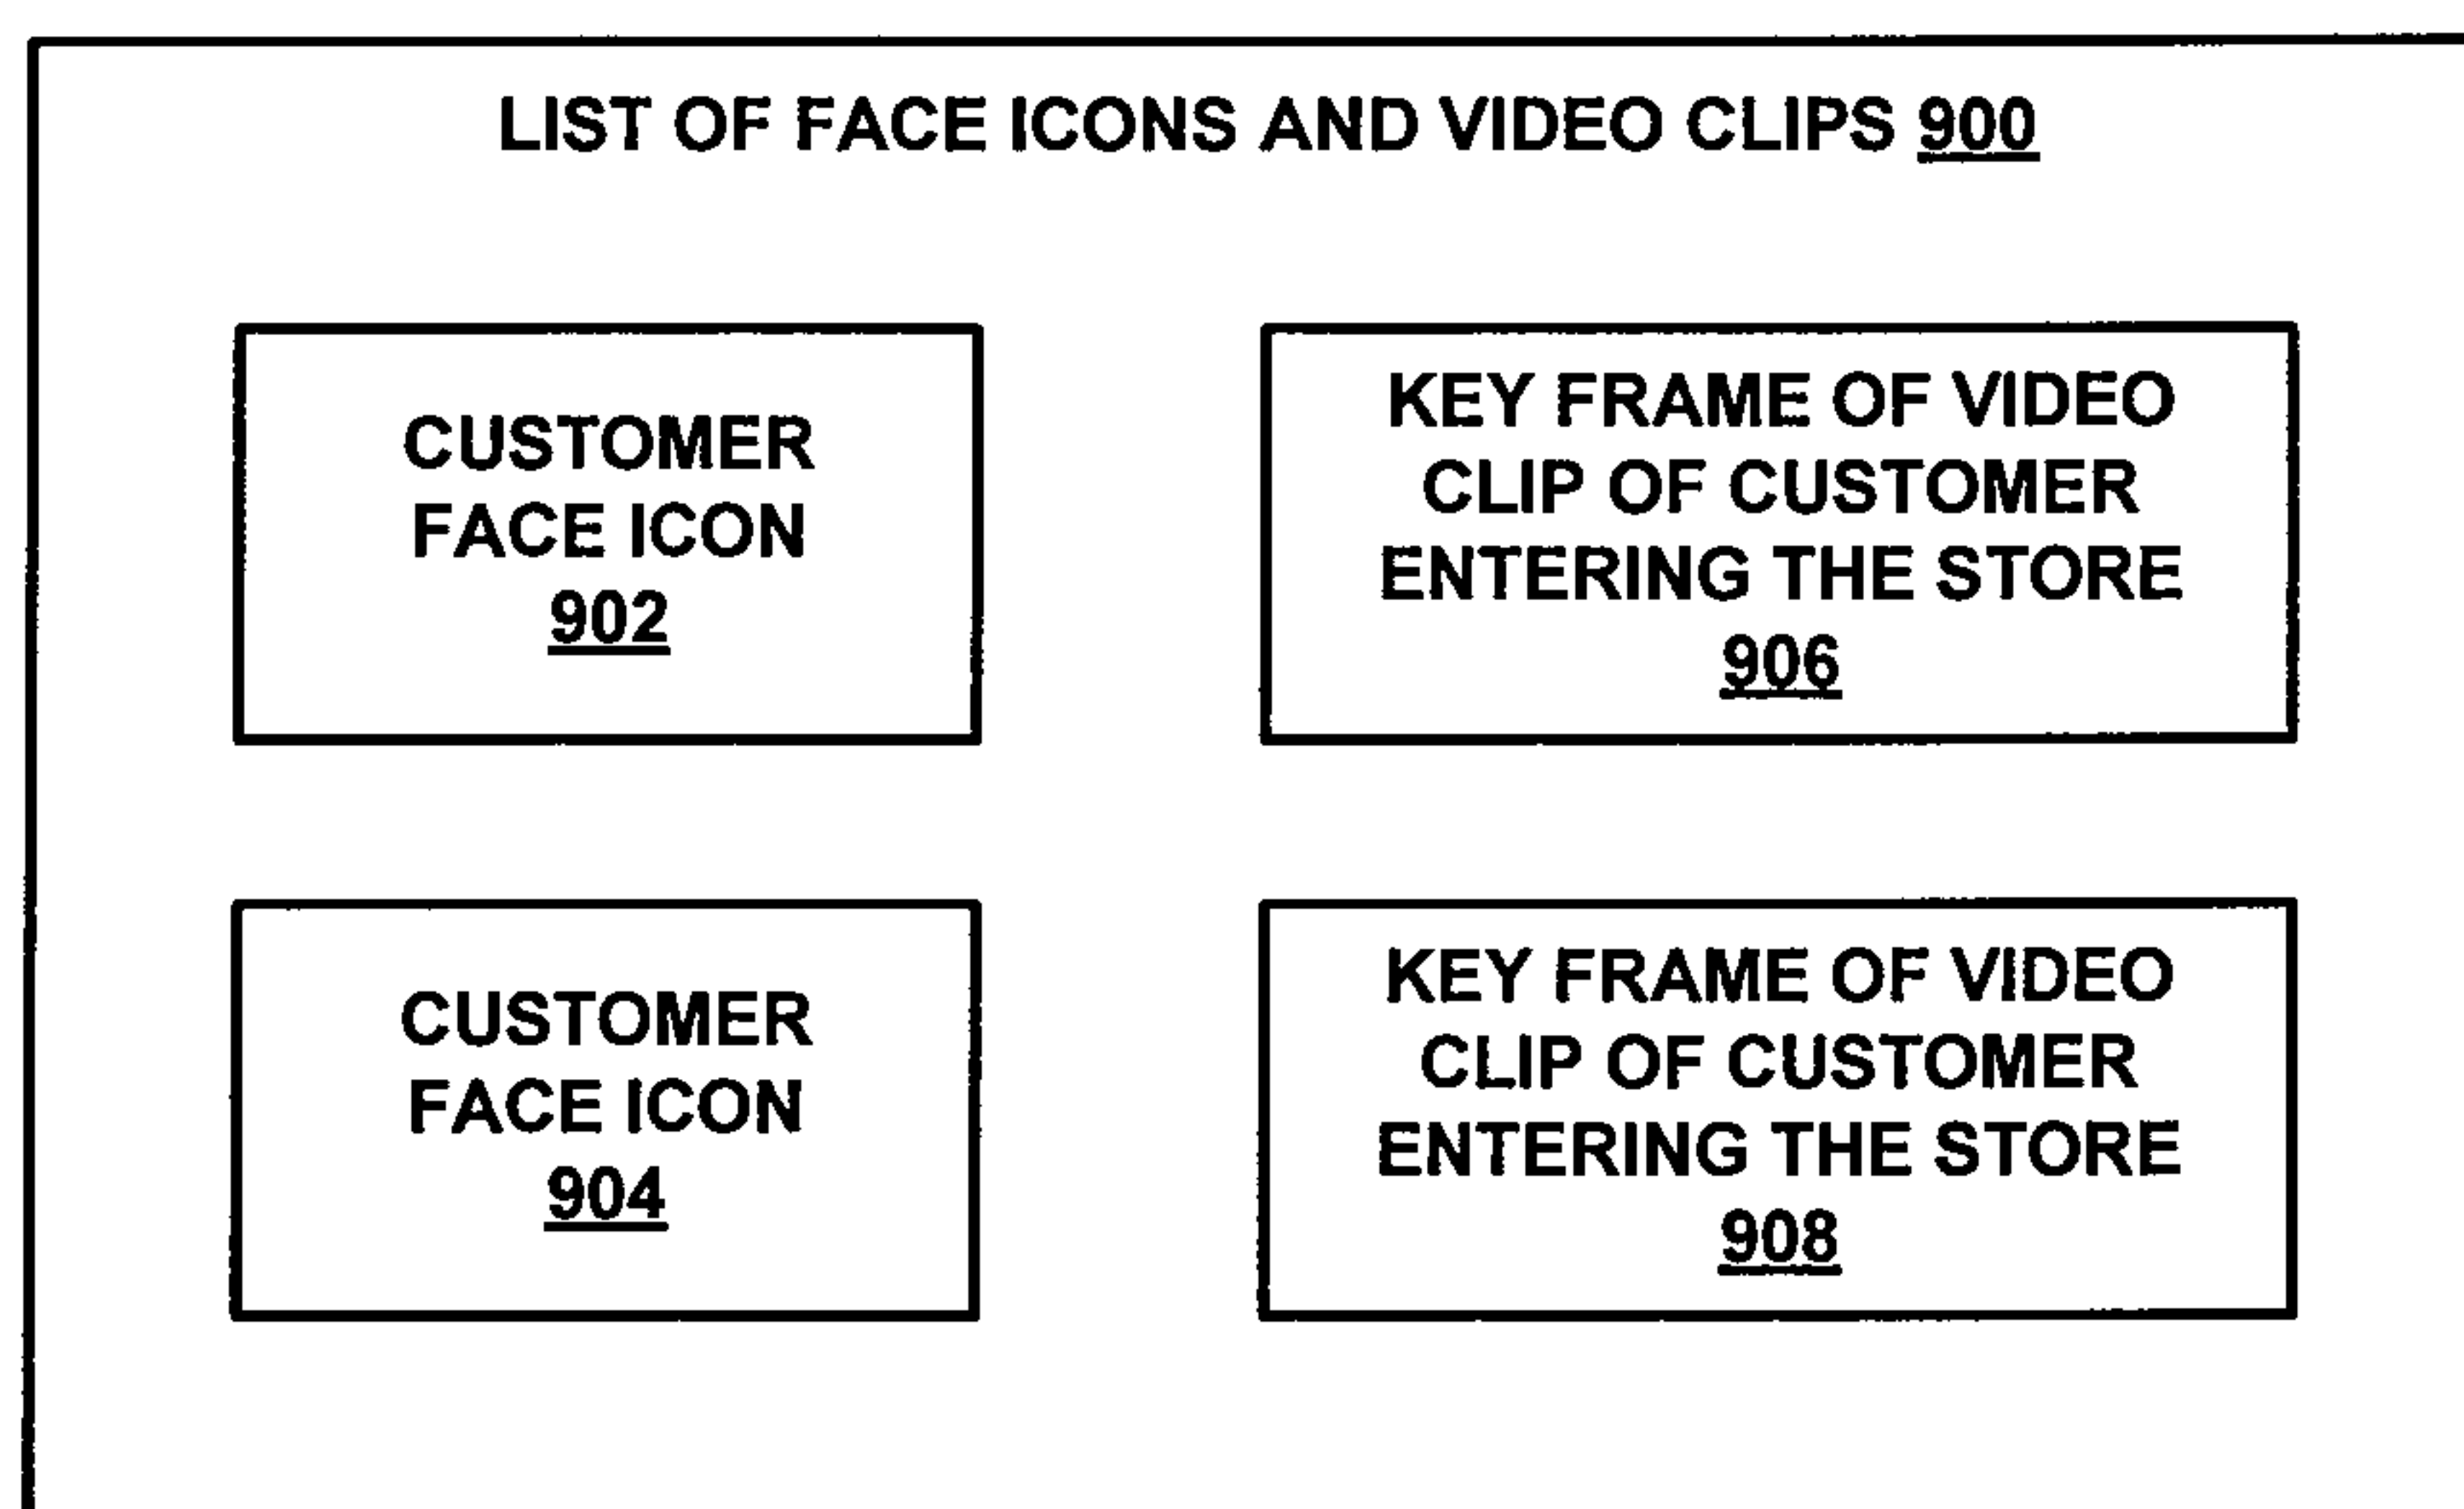 LIST OF FACE ICONS AND VIDEO CLIPS 900
CUSTOMER
FACE ICON
902
KEY FRAME OF VIDEO
CLIP OF CUSTOMER
ENTERING THE STORE
906
CUSTOMER
FACE ICON
904
KEY FRAME OF VIDEO
CLIP OF CUSTOMER
ENTERING THE STORE
908